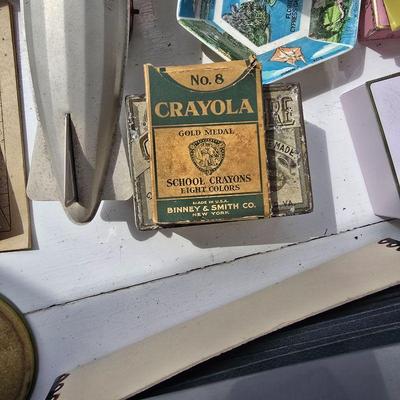 No. 8
CRAYOLA
GOLD MEDAL
SCHOOL CRAYONS
EIGHT COLORS
MADE IN U.S.A.
BINNEY & SMITH CO.
NEW YORK